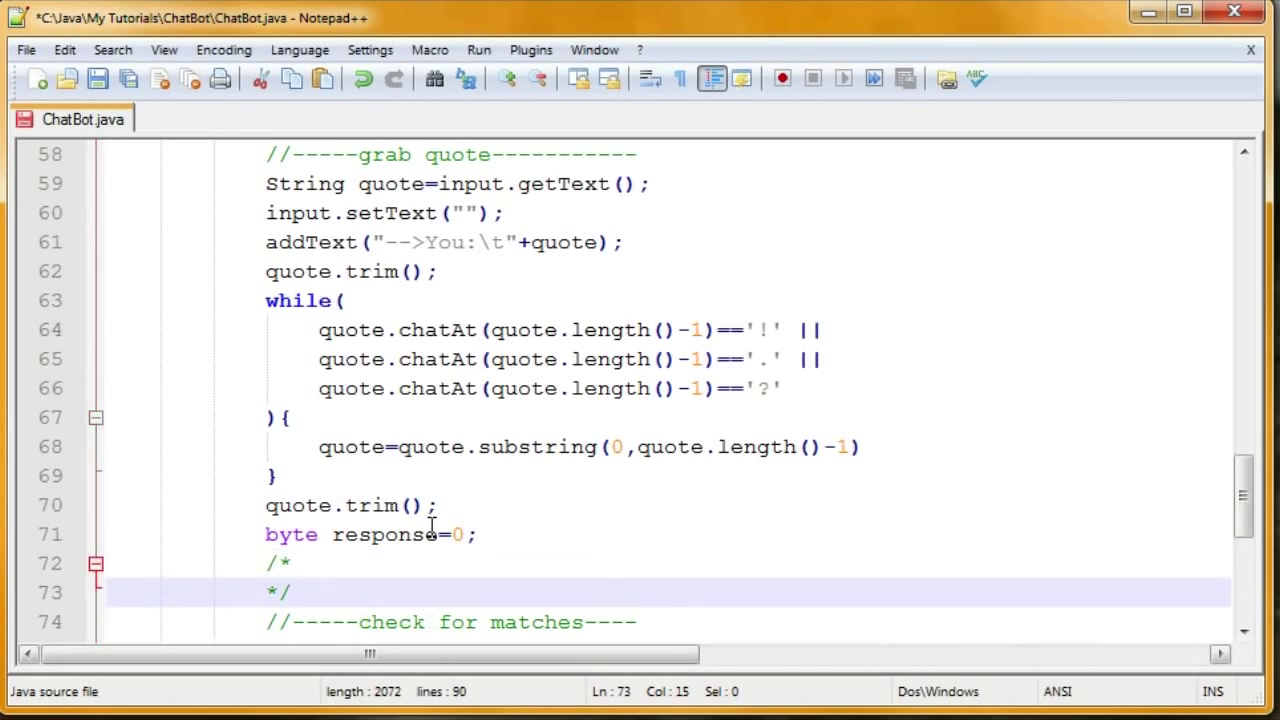 *C:\Java\My Tutorials\ChatBot\ChatBot.java - Notepad++
File Edit Search View Encoding Language Settings Macro Run Plugins Window ? X
ABC
ChatBot.java
58 //-----grab quote-----------
59 String quote=input.getText();
60 input.setText("");
61 addText("-->You:\t"+quote);
62 quote.trim();
63 while(
64 quote.chatAt(quote.length()-1)=='!' ||
65 quote.chatAt(quote.length()-1)=='.' ||
66 quote.chatAt(quote.length()-1)=='?'
67 ){
68 quote=quote.substring(0,quote.length()-1)
69 }
70 quote.trim();
71 byte response=0;
72 /*
73 */
74 //-----check for matches----
Java source file length : 2072 lines : 90 Ln : 73 Col : 15 Sel : 0 Dos\Windows ANSI INS